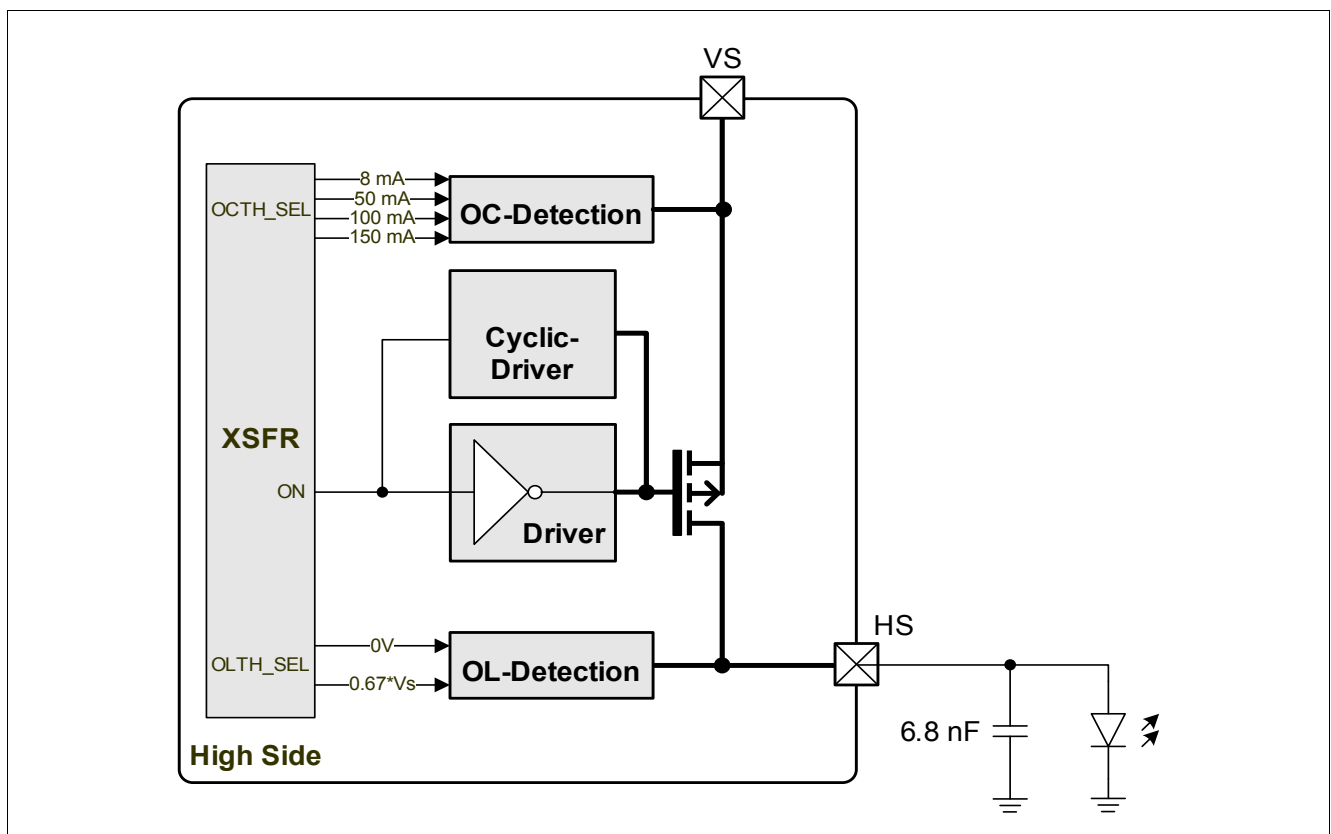 VS
8 mA
50 mA
OCTH_SEL
100 mA
150 mA
OC-Detection
Cyclic-
Driver
XSFR
ON
Driver
HS
0V
OLTH_SEL
0.67*Vs
OL-Detection
6.8 nF
High Side